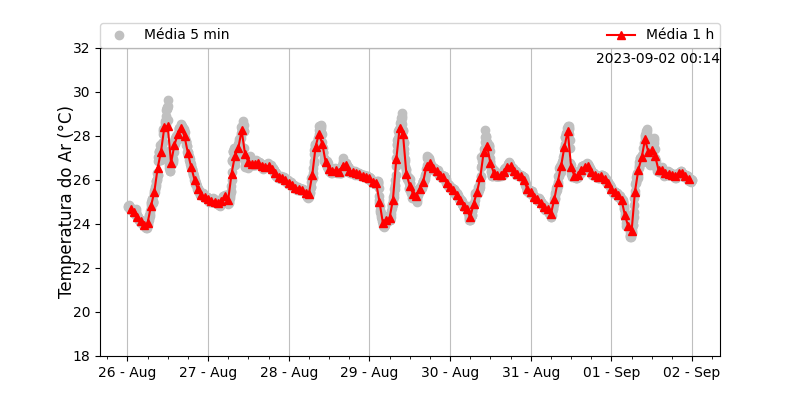 Média 5 min
Média 1 h
2023-09-02 00:14
Temperatura do Ar (°C)
32
30
28
26
24
22
20
18
26 - Aug
27 - Aug
28 - Aug
29 - Aug
30 - Aug
31 - Aug
01 - Sep
02 - Sep